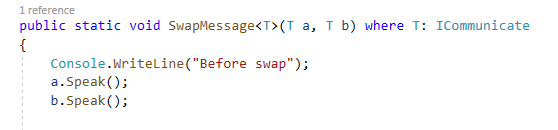 1 reference
public static void SwapMessage<T>(T a, T b) where T: ICommunicate
{
Console.WriteLine("Before swap");
a.Speak();
b.Speak();